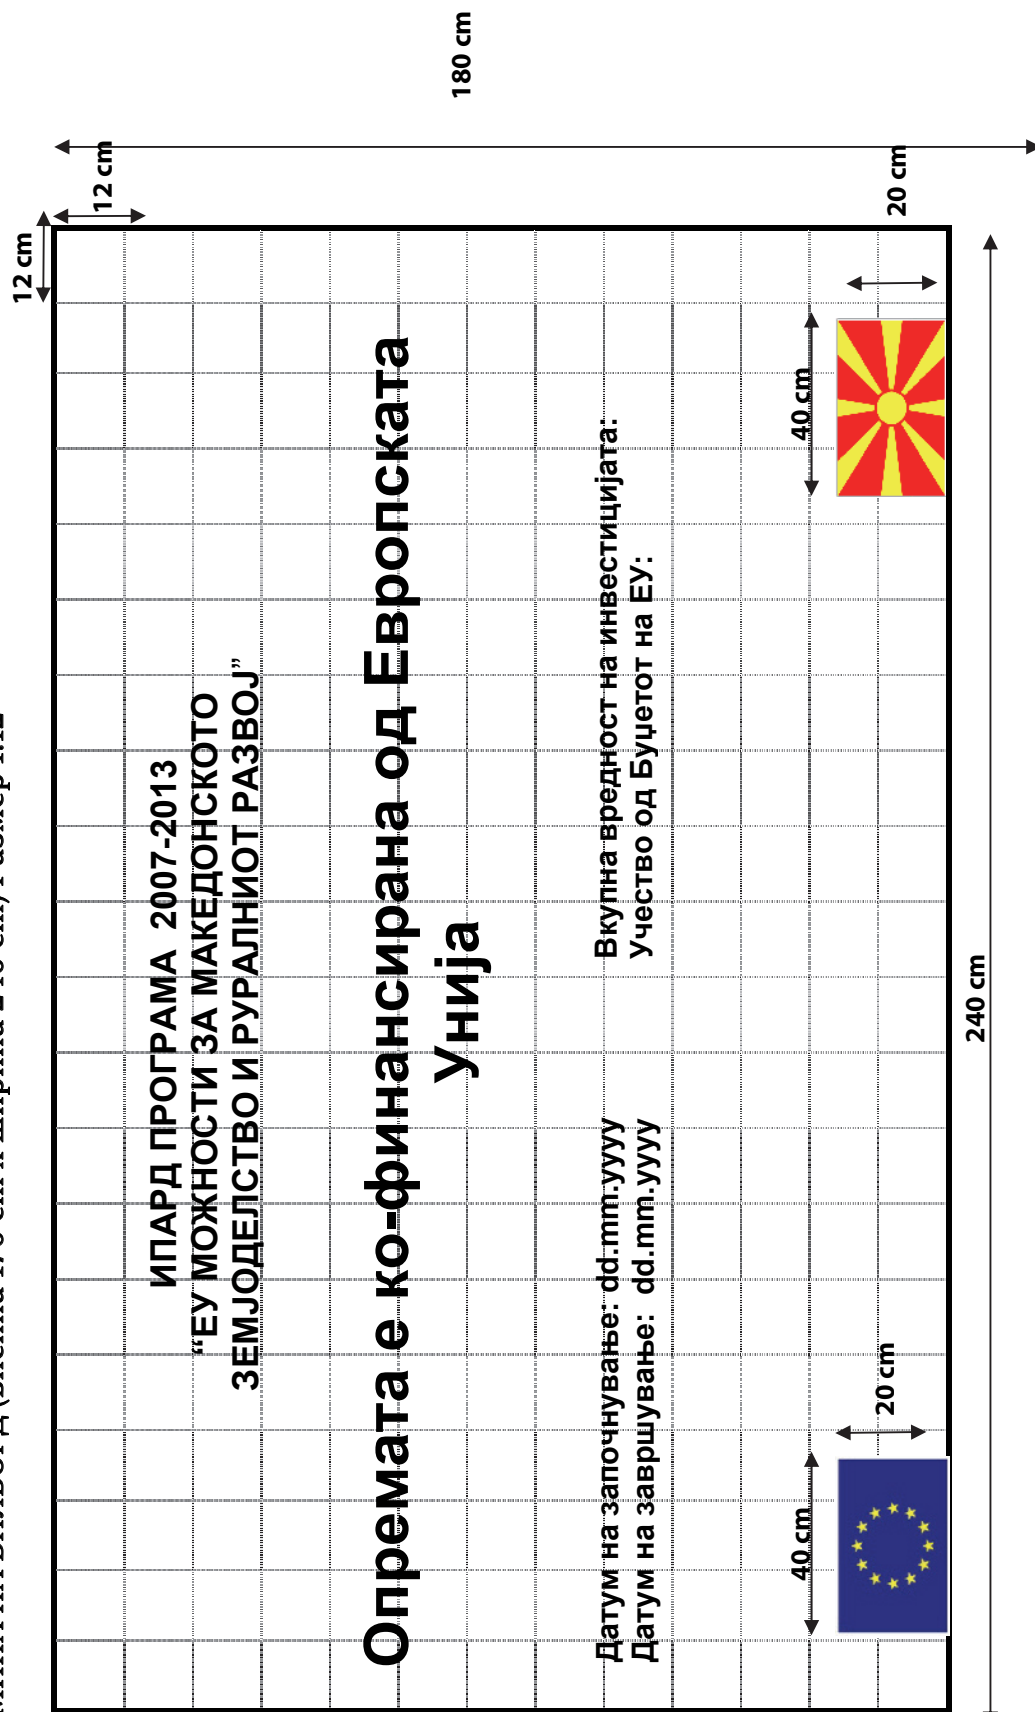 12 cm
12 cm
180 cm
ИПАРД ПРОГРАМА 2007-2013
“ЕУ МОЖНОСТИ ЗА МАКЕДОНСКОТО
ЗЕМЈОДЕЛСТВО И РУРАЛНИОТ РАЗВОЈ”
Опремата е ко-финансирана од Европската
Унија
Датум на започнување: dd.mm.yyyy
Датум на завршување: dd.mm.yyyy
Вкупна вредност на инвестицијата:
Учество од Буџетот на ЕУ:
40 cm
20 cm
40 cm
20 cm
240 cm